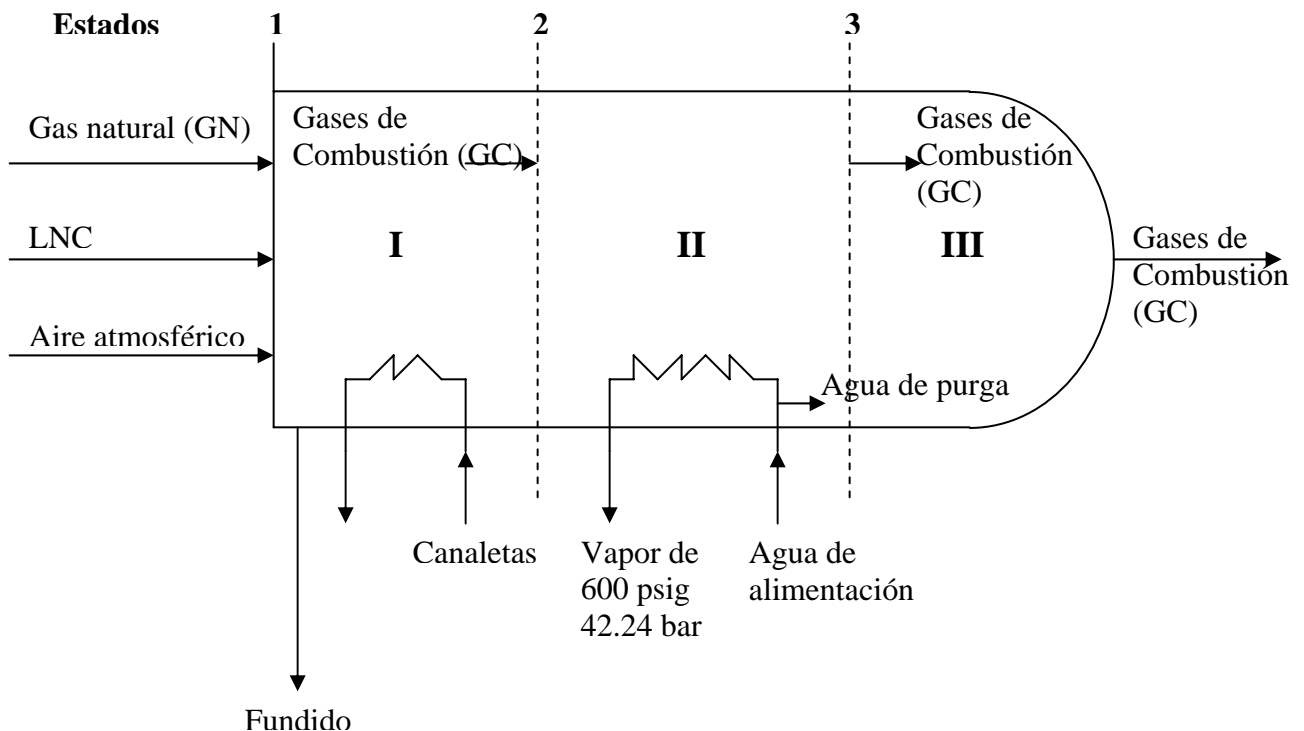 Estados 1 2 3
Gas natural (GN)
LNC
Aire atmosférico
Gases de
Combustión (GC)
I
II
III
Gases de
Combustión
(GC)
Gases de
Combustión
(GC)
Agua de purga
Canaletas
Vapor de
600 psig
42.24 bar
Agua de
alimentación
Fundido